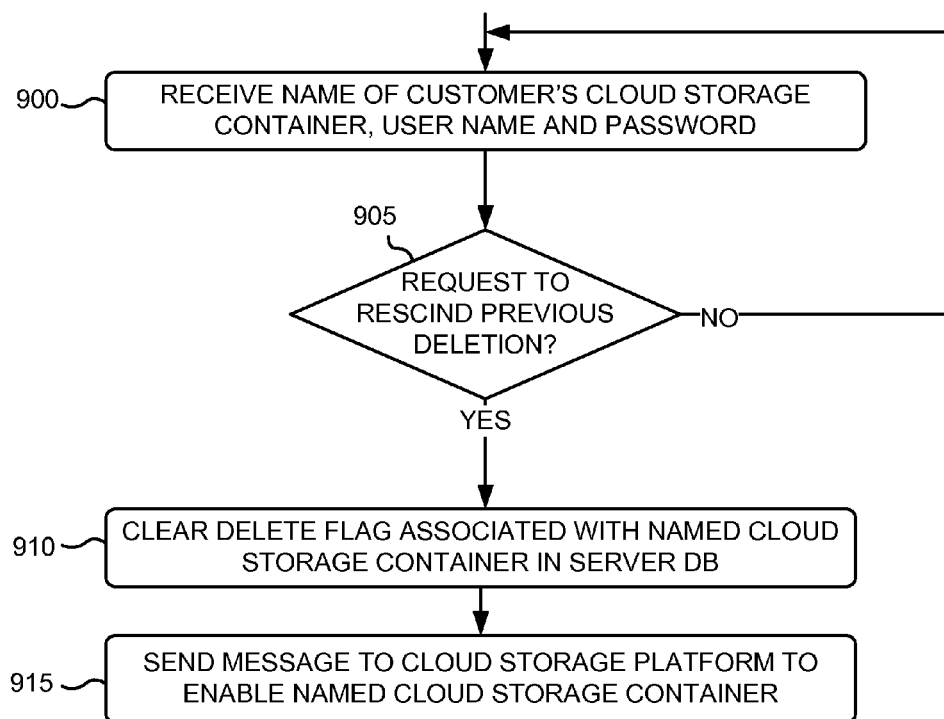 900
RECEIVE NAME OF CUSTOMER'S CLOUD STORAGE
CONTAINER, USER NAME AND PASSWORD
905
REQUEST TO
RESCIND PREVIOUS
DELETION?
NO
YES
910
CLEAR DELETE FLAG ASSOCIATED WITH NAMED CLOUD
STORAGE CONTAINER IN SERVER DB
915
SEND MESSAGE TO CLOUD STORAGE PLATFORM TO
ENABLE NAMED CLOUD STORAGE CONTAINER